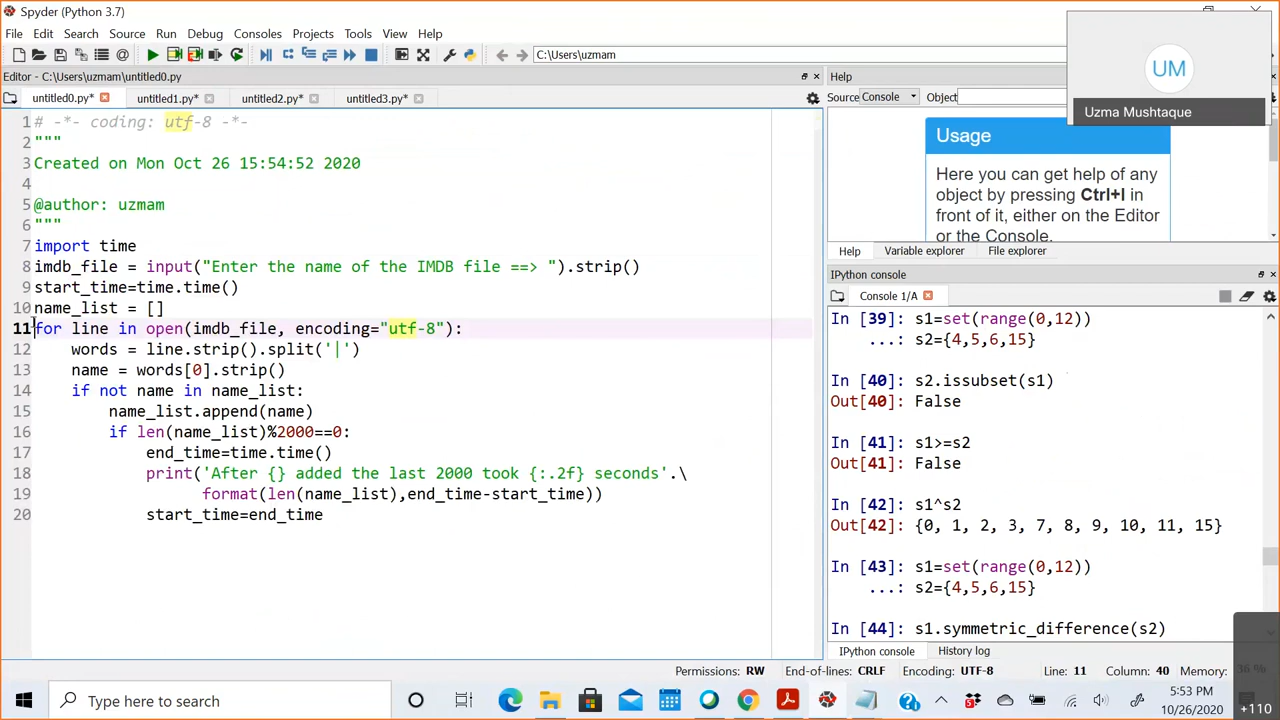 Spyder (Python 3.7)
File Edit Search Source Run Debug Consoles Projects Tools View Help
C:\Users\uzmam
Editor - C:\Users\uzmam\untitled0.py
untitled0.py* untitled1.py* untitled2.py* untitled3.py*
1 # -*- coding: utf-8 -*-
2 """
3 Created on Mon Oct 26 15:54:52 2020
4
5 @author: uzmam
6 """
7 import time
8 imdb_file = input("Enter the name of the IMDB file ==> ").strip()
9 start_time=time.time()
10 name_list = []
11 for line in open(imdb_file, encoding="utf-8"):
12 words = line.strip().split('|')
13 name = words[0].strip()
14 if not name in name_list:
15 name_list.append(name)
16 if len(name_list)%2000==0:
17 end_time=time.time()
18 print('After {} added the last 2000 took {:.2f} seconds'.\
19 format(len(name_list),end_time-start_time))
20 start_time=end_time
Help
Source Console Object
UM
Uzma Mushtaque
Usage
Here you can get help of any
object by pressing Ctrl+I in
front of it, either on the Editor
or the Console.
Help Variable explorer File explorer
IPython console
Console 1/A
In [39]: s1=set(range(0,12))
...: s2={4,5,6,15}
In [40]: s2.issubset(s1)
Out[40]: False
In [41]: s1>=s2
Out[41]: False
In [42]: s1^s2
Out[42]: {0, 1, 2, 3, 7, 8, 9, 10, 11, 15}
In [43]: s1=set(range(0,12))
...: s2={4,5,6,15}
In [44]: s1.symmetric_difference(s2)
IPython console History log
Permissions: RW End-of-lines: CRLF Encoding: UTF-8 Line: 11 Column: 40 Memory: 36 %
Type here to search
5:53 PM
10/26/2020
+110